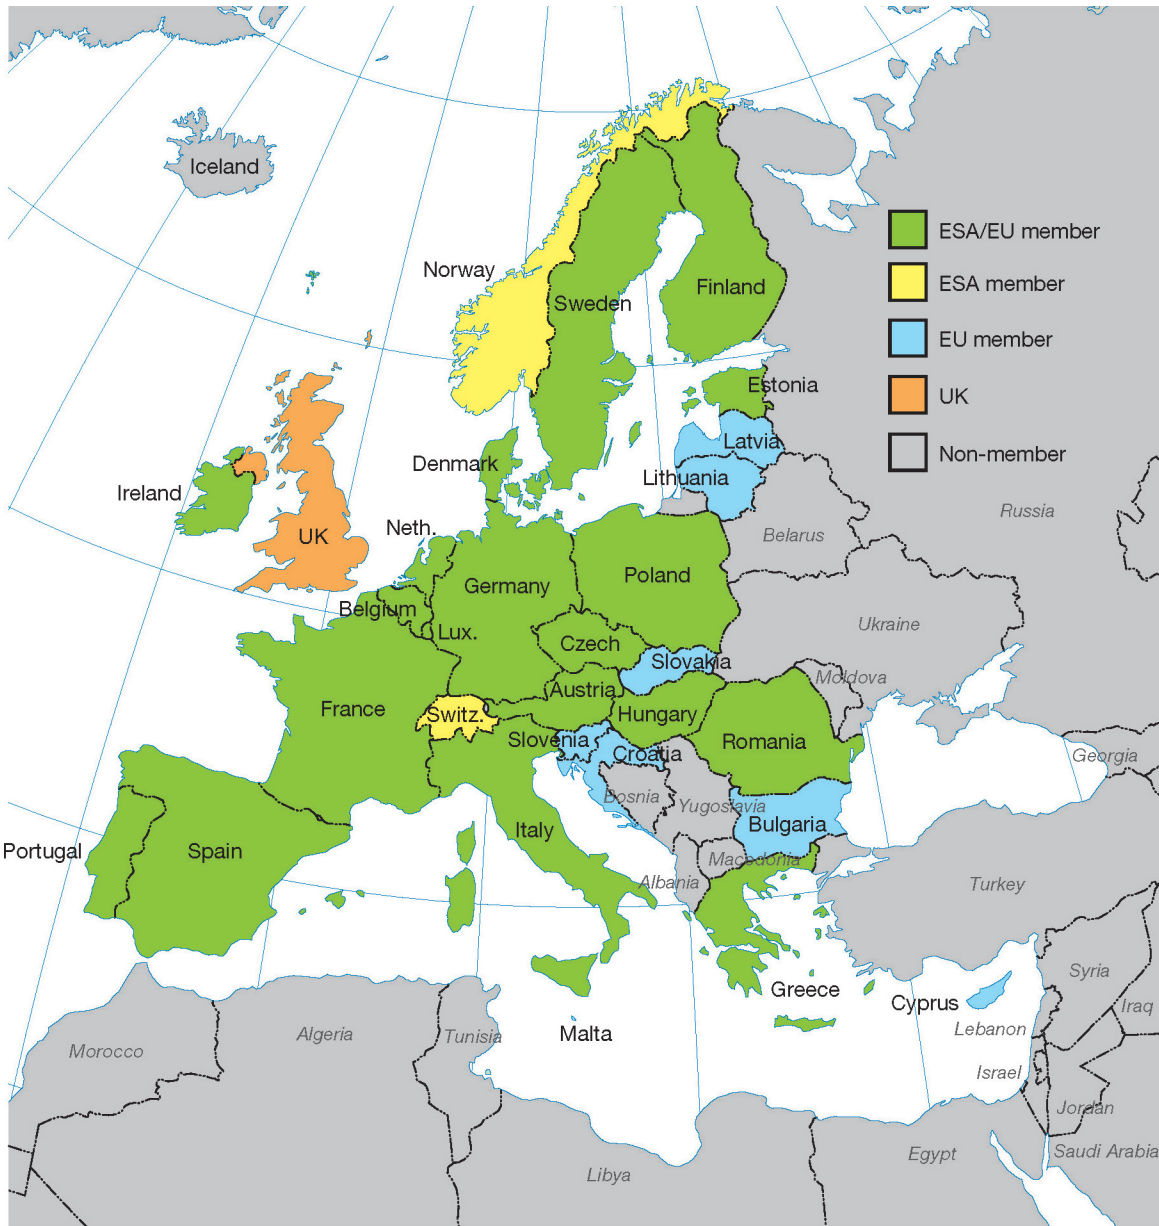 Iceland
ESA/EU member
Norway
ESA member
Finland
Sweden
EU member
Estonia
UK
Latvia
Denmark
Non-member
Lithuania
Ireland
Russia
Neth.
UK
Belarus
Poland
Germany
Belgium
Ukraine
Lux.
Czech
Slovakia
Moldova
Austria
France
Switz.
Hungary
Slovenia
Romania
Croatia
Georgia
Bosnia
Yugoslavia
Bulgaria
Italy
Portugal
Spain
Macedonia
Albania
Turkey
Syria
Greece
Cyprus
Iraq
Malta
Lebanon
Algeria
Tunisia
Morocco
Israel
Jordan
Saudi Arabia
Egypt
Libya